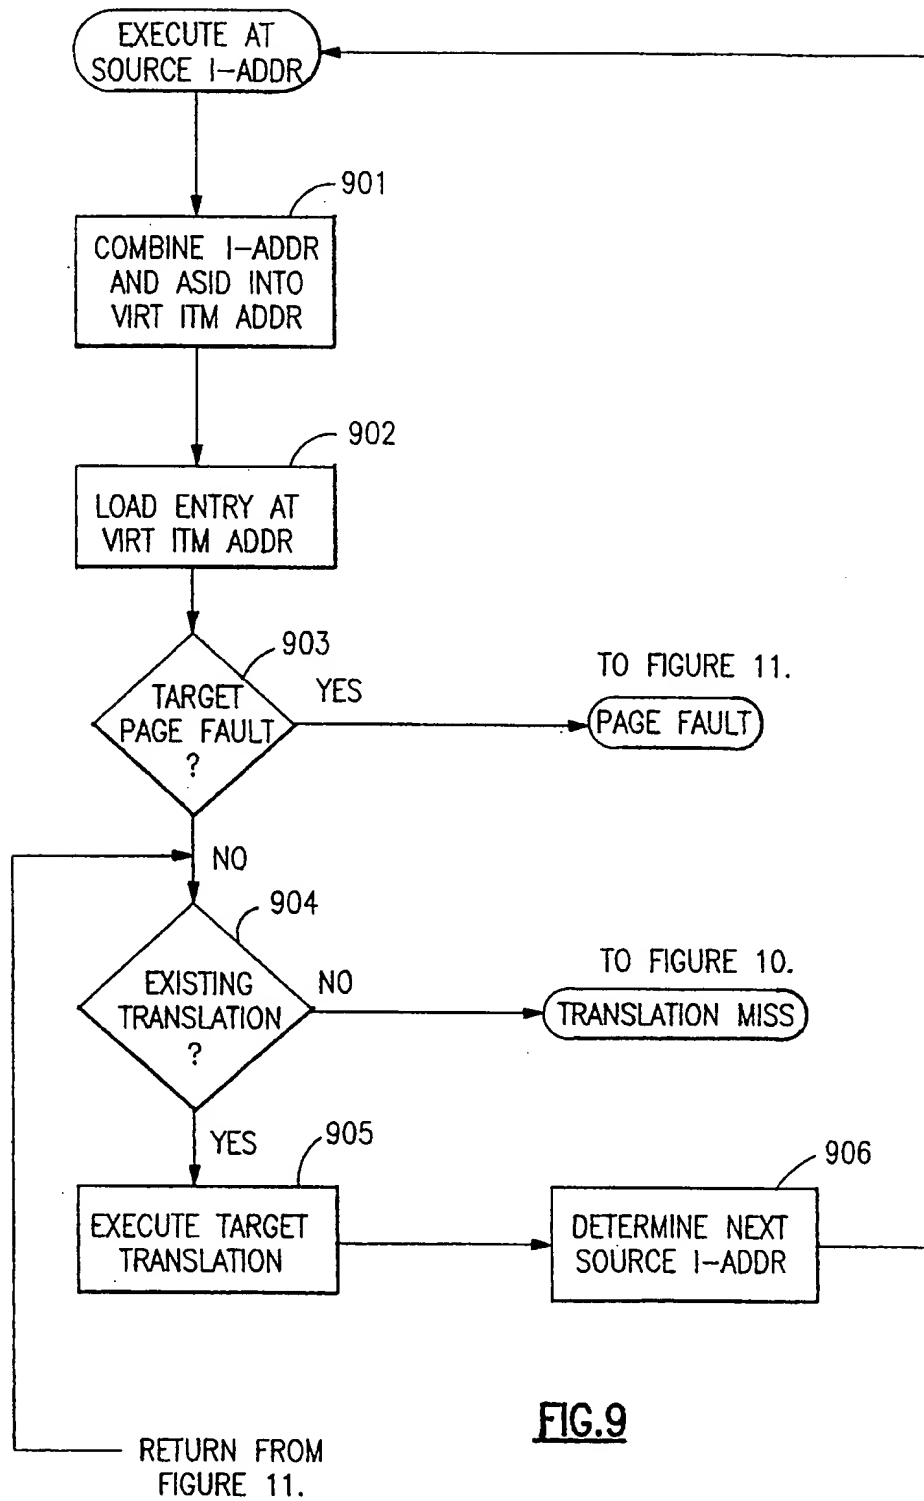 EXECUTE AT
SOURCE I-ADDR
901
COMBINE I-ADDR
AND ASID INTO
VIRT ITM ADDR
902
LOAD ENTRY AT
VIRT ITM ADDR
903
TARGET
PAGE FAULT
?
YES
TO FIGURE 11.
PAGE FAULT
NO
904
EXISTING
TRANSLATION
?
NO
TO FIGURE 10.
TRANSLATION MISS
YES
905
EXECUTE TARGET
TRANSLATION
906
DETERMINE NEXT
SOURCE I-ADDR
FIG.9
RETURN FROM
FIGURE 11.